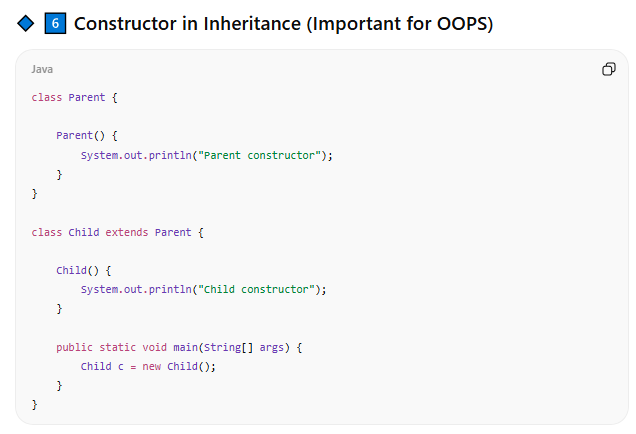 🔷 6️⃣ Constructor in Inheritance (Important for OOPS)
Java
class Parent {
Parent() {
System.out.println("Parent constructor");
}
}
class Child extends Parent {
Child() {
System.out.println("Child constructor");
}
public static void main(String[] args) {
Child c = new Child();
}
}